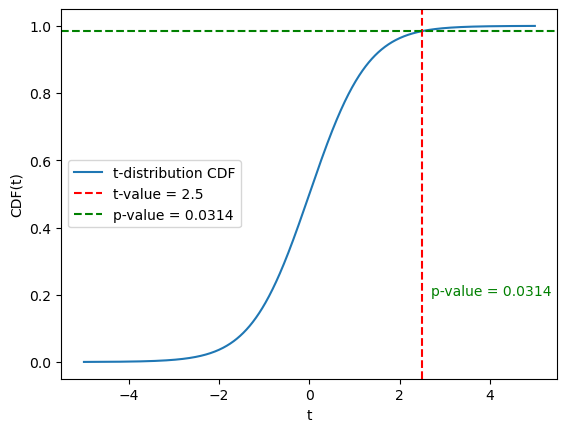 1.0
0.8
0.6
0.4
0.2
0.0
CDF(t)
t-distribution CDF
t-value = 2.5
p-value = 0.0314
p-value = 0.0314
−4
−2
0
2
4
t